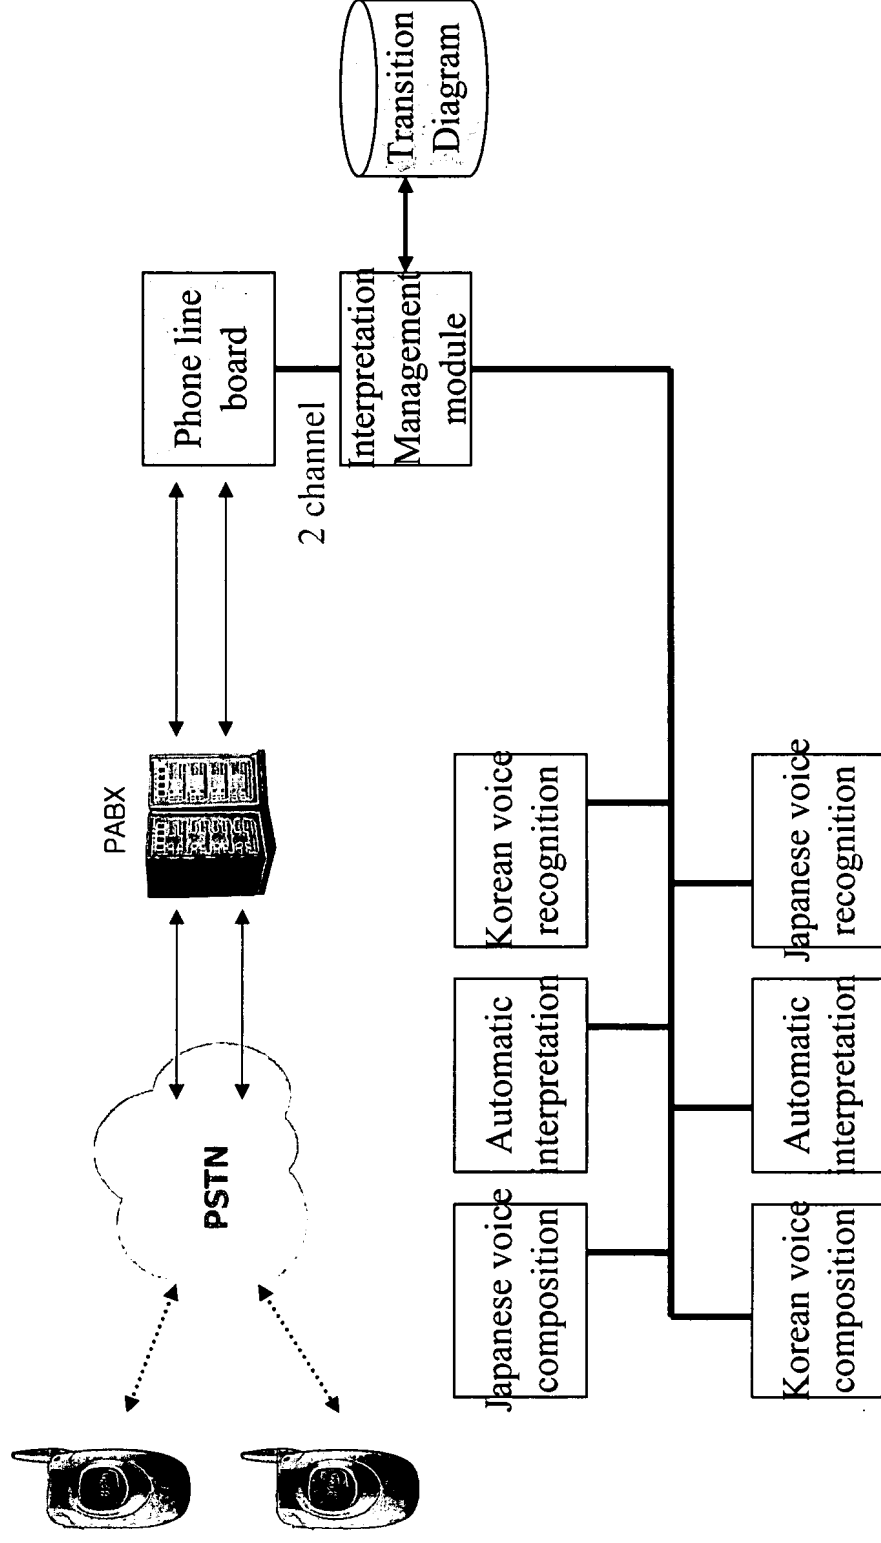 PABX
PSTN
Phone line
board
2 channel
Interpretation
Management
module
Transition
Diagram
Japanese voice
composition
Automatic
interpretation
Korean voice
recognition
Korean voice
composition
Automatic
interpretation
Japanese voice
recognition